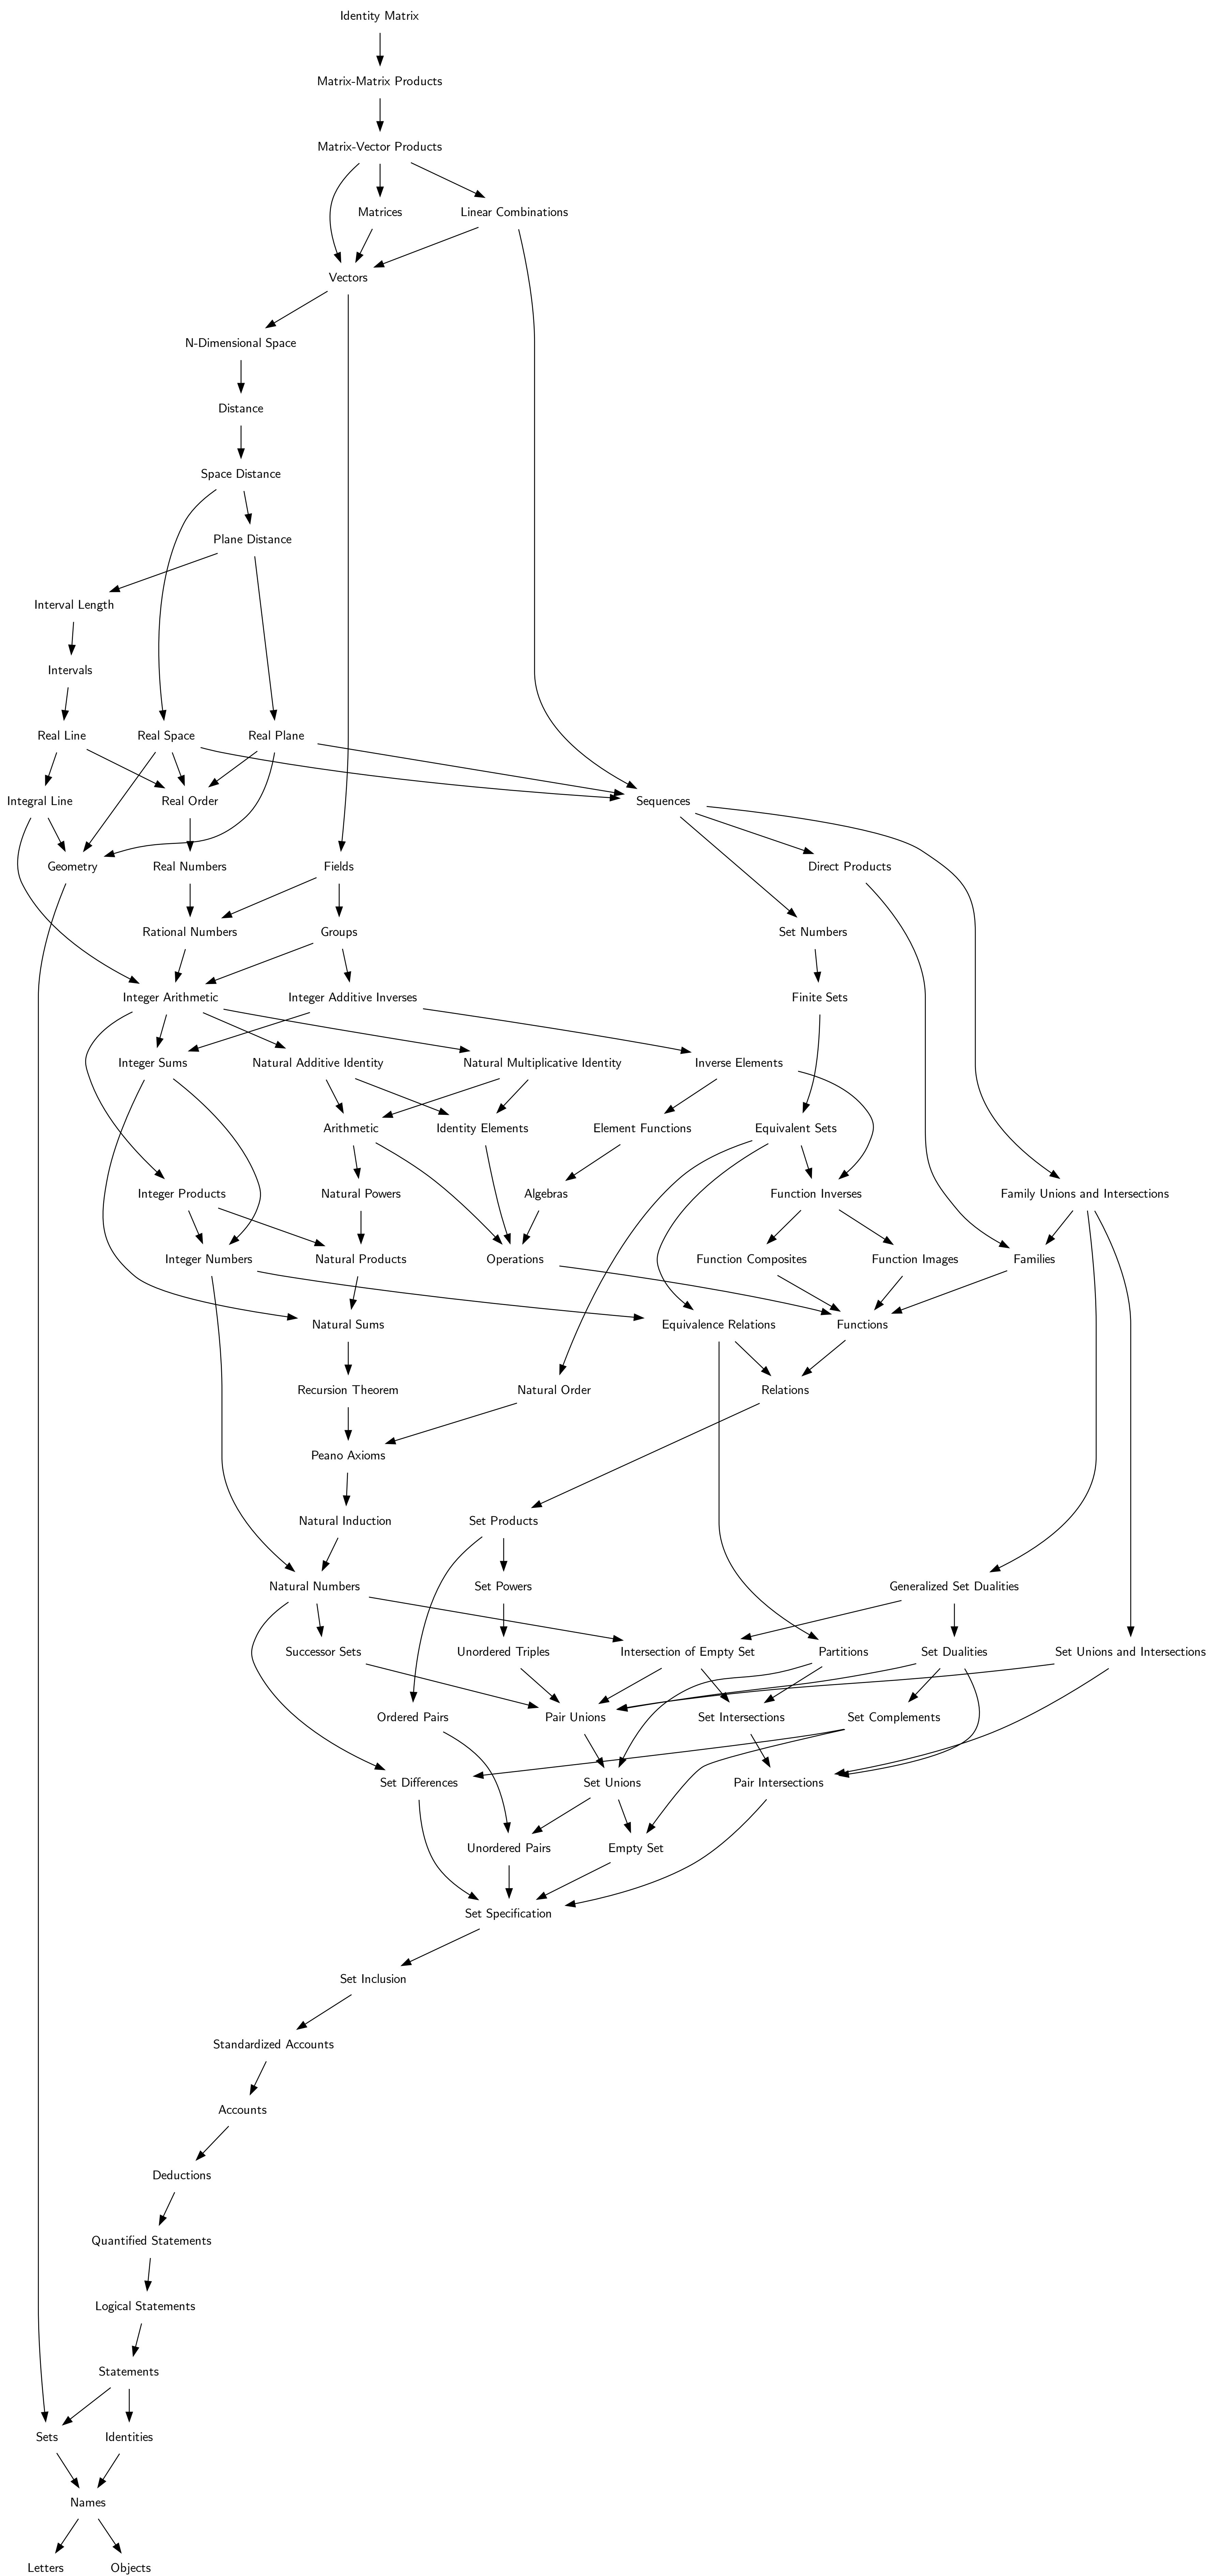 Identity Matrix
Matrix-Matrix Products
Matrix-Vector Products
Matrices
Linear Combinations
Vectors
N-Dimensional Space
Distance
Space Distance
Plane Distance
Interval Length
Intervals
Real Line
Real Space
Real Plane
Integral Line
Real Order
Sequences
Geometry
Real Numbers
Fields
Direct Products
Rational Numbers
Groups
Set Numbers
Integer Arithmetic
Integer Additive Inverses
Finite Sets
Integer Sums
Natural Additive Identity
Natural Multiplicative Identity
Inverse Elements
Arithmetic
Identity Elements
Element Functions
Equivalent Sets
Integer Products
Natural Powers
Algebras
Function Inverses
Family Unions and Intersections
Integer Numbers
Natural Products
Operations
Function Composites
Function Images
Families
Natural Sums
Equivalence Relations
Functions
Recursion Theorem
Natural Order
Relations
Peano Axioms
Natural Induction
Set Products
Natural Numbers
Set Powers
Generalized Set Dualities
Successor Sets
Unordered Triples
Intersection of Empty Set
Partitions
Set Dualities
Set Unions and Intersections
Ordered Pairs
Pair Unions
Set Intersections
Set Complements
Set Differences
Set Unions
Pair Intersections
Unordered Pairs
Empty Set
Set Specification
Set Inclusion
Standardized Accounts
Accounts
Deductions
Quantified Statements
Logical Statements
Statements
Sets
Identities
Names
Letters
Objects